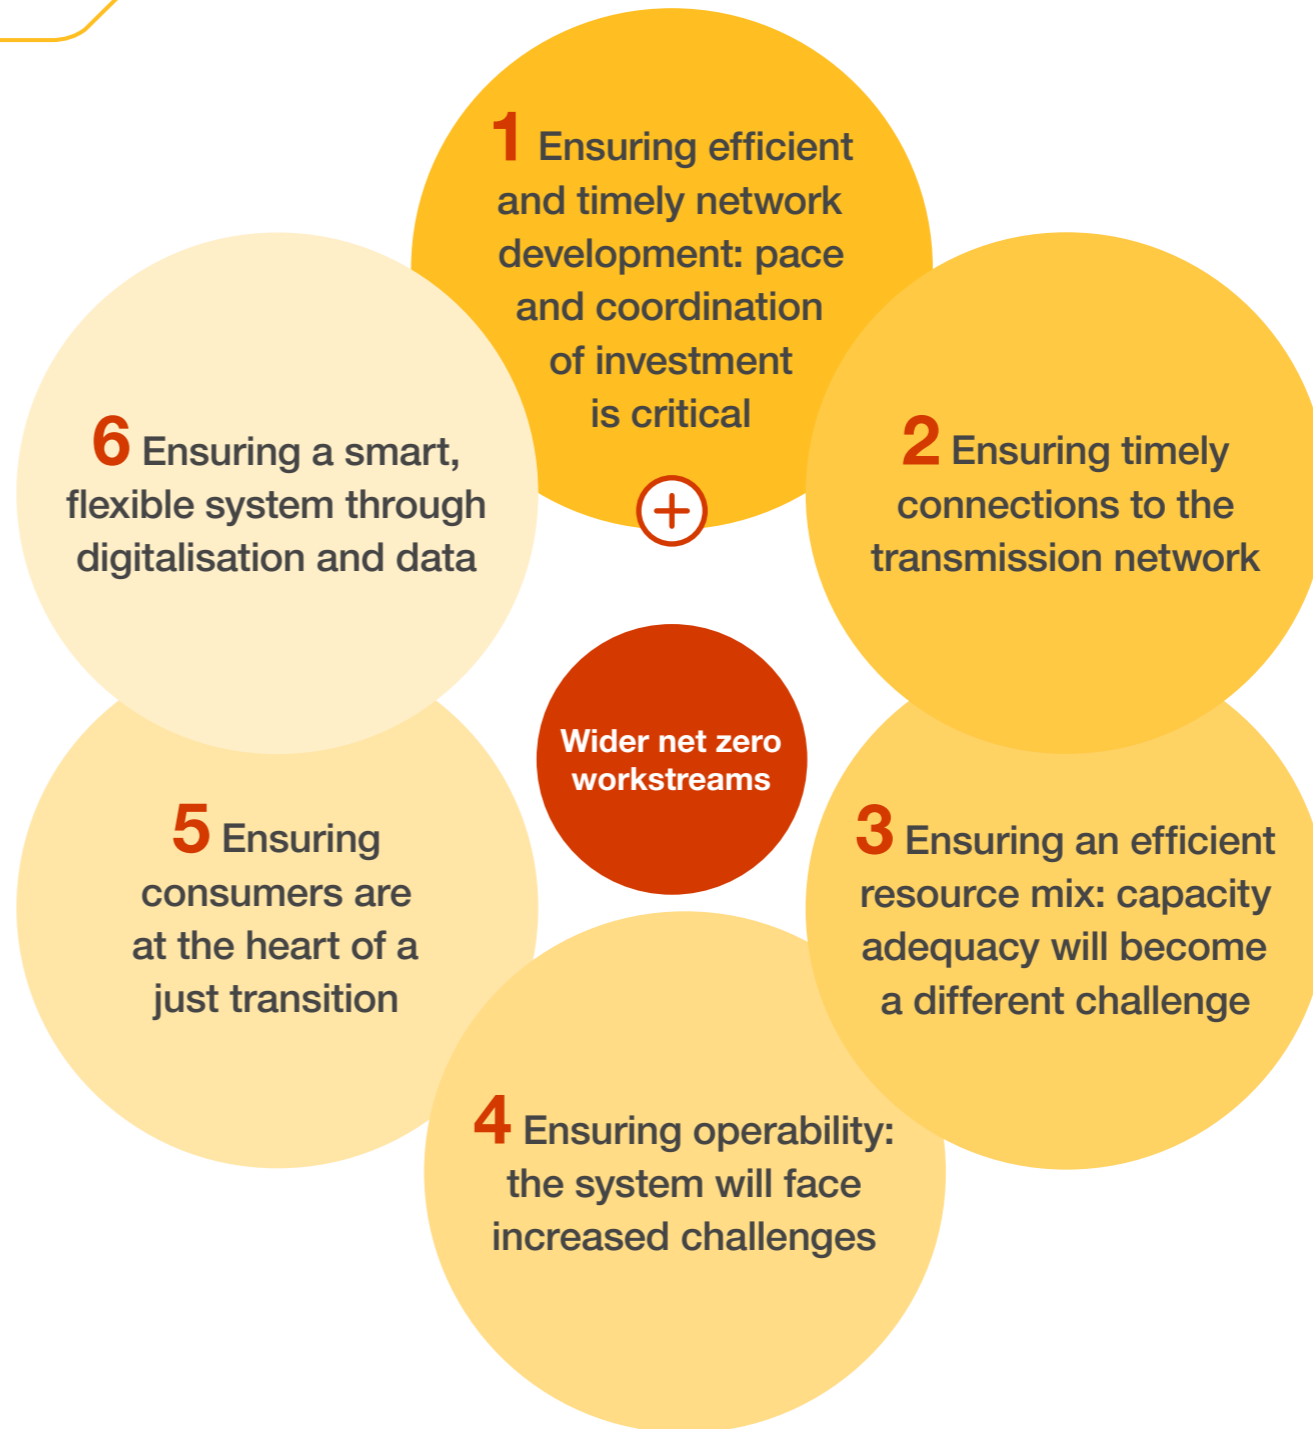 1 Ensuring efficient
and timely network
development: pace
and coordination
of investment
is critical
2 Ensuring timely
connections to the
transmission network
3 Ensuring an efficient
resource mix: capacity
adequacy will become
a different challenge
4 Ensuring operability:
the system will face
increased challenges
5 Ensuring
consumers are
at the heart of a
just transition
6 Ensuring a smart,
flexible system through
digitalisation and data
Wider net zero
workstreams